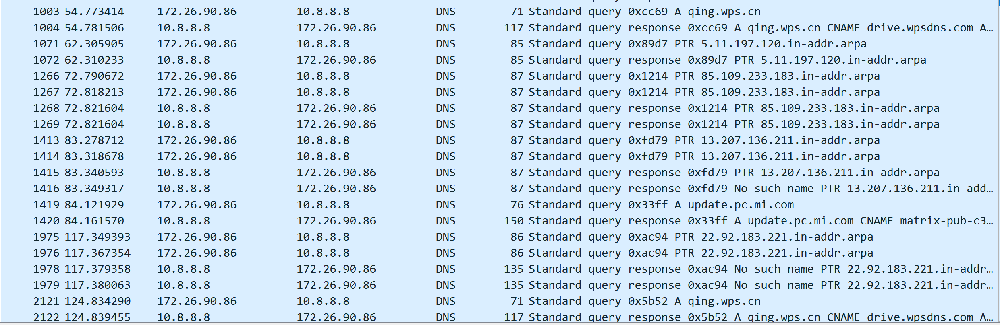 1003 54.773414 172.26.90.86 10.8.8.8 DNS 71 Standard query 0xcc69 A qing.wps.cn
1004 54.781506 10.8.8.8 172.26.90.86 DNS 117 Standard query response 0xcc69 A qing.wps.cn CNAME drive.wpsdns.com A…
1071 62.305905 172.26.90.86 10.8.8.8 DNS 85 Standard query 0x89d7 PTR 5.11.197.120.in-addr.arpa
1072 62.310233 10.8.8.8 172.26.90.86 DNS 85 Standard query response 0x89d7 PTR 5.11.197.120.in-addr.arpa
1266 72.790672 172.26.90.86 10.8.8.8 DNS 87 Standard query 0x1214 PTR 85.109.233.183.in-addr.arpa
1267 72.818213 172.26.90.86 10.8.8.8 DNS 87 Standard query 0x1214 PTR 85.109.233.183.in-addr.arpa
1268 72.821604 10.8.8.8 172.26.90.86 DNS 87 Standard query response 0x1214 PTR 85.109.233.183.in-addr.arpa
1269 72.821604 10.8.8.8 172.26.90.86 DNS 87 Standard query response 0x1214 PTR 85.109.233.183.in-addr.arpa
1413 83.278712 172.26.90.86 10.8.8.8 DNS 87 Standard query 0xfd79 PTR 13.207.136.211.in-addr.arpa
1414 83.318678 172.26.90.86 10.8.8.8 DNS 87 Standard query 0xfd79 PTR 13.207.136.211.in-addr.arpa
1415 83.340593 10.8.8.8 172.26.90.86 DNS 87 Standard query response 0xfd79 PTR 13.207.136.211.in-addr.arpa
1416 83.349317 10.8.8.8 172.26.90.86 DNS 87 Standard query response 0xfd79 No such name PTR 13.207.136.211.in-add…
1419 84.121929 172.26.90.86 10.8.8.8 DNS 76 Standard query 0x33ff A update.pc.mi.com
1420 84.161570 10.8.8.8 172.26.90.86 DNS 150 Standard query response 0x33ff A update.pc.mi.com CNAME matrix-pub-c3…
1975 117.349393 172.26.90.86 10.8.8.8 DNS 86 Standard query 0xac94 PTR 22.92.183.221.in-addr.arpa
1976 117.367354 172.26.90.86 10.8.8.8 DNS 86 Standard query 0xac94 PTR 22.92.183.221.in-addr.arpa
1978 117.379358 10.8.8.8 172.26.90.86 DNS 135 Standard query response 0xac94 No such name PTR 22.92.183.221.in-addr…
1979 117.380063 10.8.8.8 172.26.90.86 DNS 135 Standard query response 0xac94 No such name PTR 22.92.183.221.in-addr…
2121 124.834290 172.26.90.86 10.8.8.8 DNS 71 Standard query 0x5b52 A qing.wps.cn
2122 124.839455 10.8.8.8 172.26.90.86 DNS 117 Standard query response 0x5b52 A qing.wps.cn CNAME drive.wpsdns.com A…